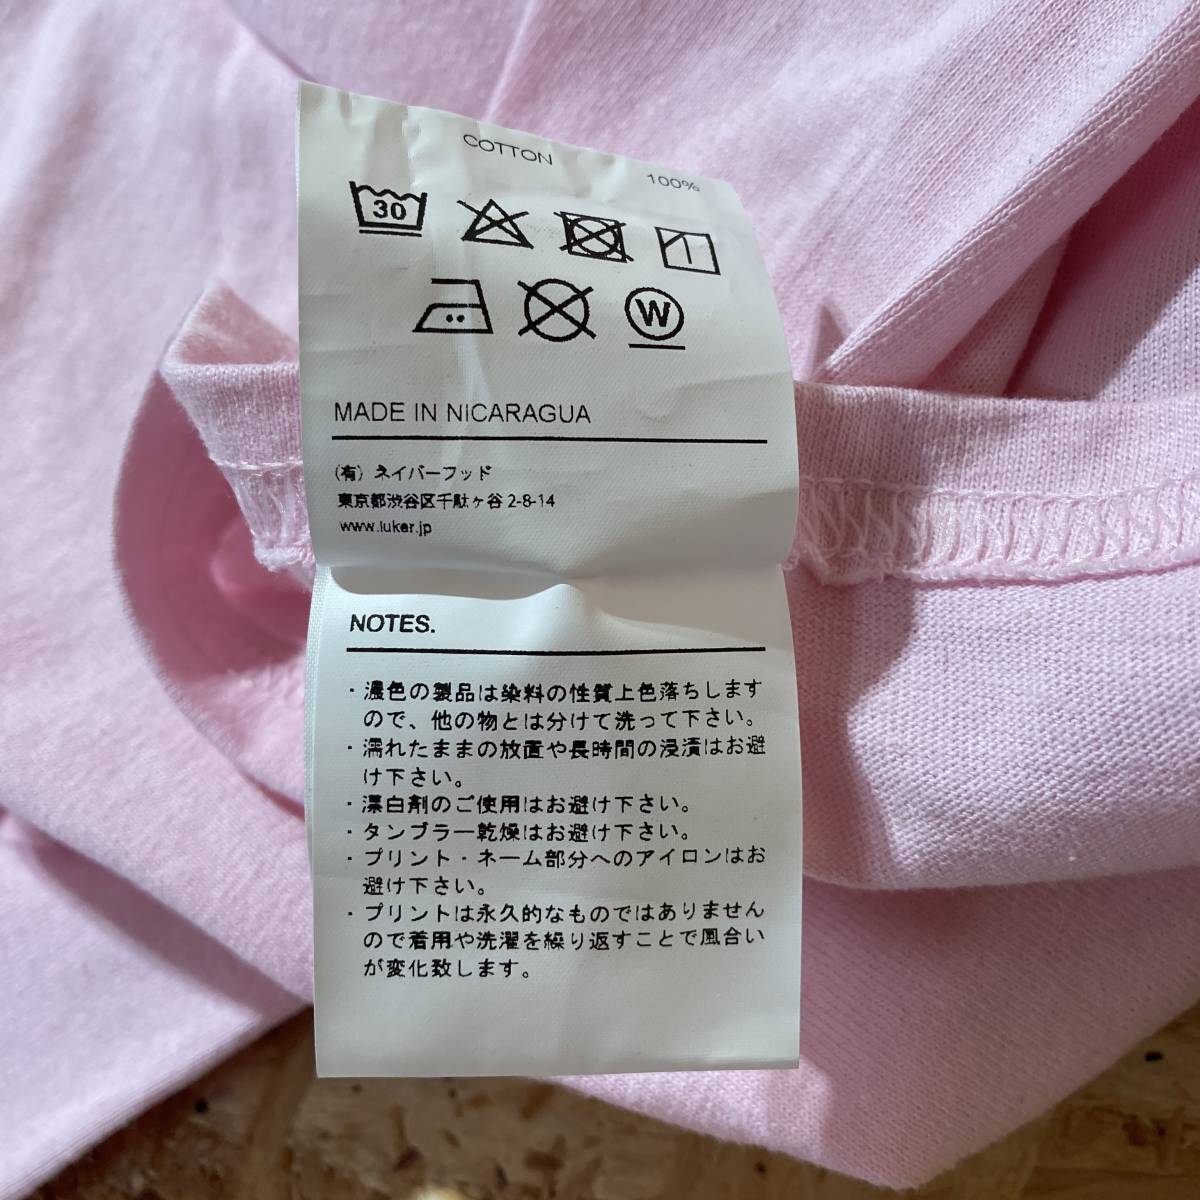 COTTON 100%
30
W
MADE IN NICARAGUA
(有) ネイバーフッド
東京都渋谷区千駄ヶ谷 2-8-14
www.luker.jp
NOTES.
・濃色の製品は染料の性質上色落ちします
ので、他の物とは分けて洗って下さい。
・濡れたままの放置や長時間の浸漬はお避
け下さい。
・漂白剤のご使用はお避け下さい。
・タンブラー乾燥はお避け下さい。
・プリント・ネーム部分へのアイロンはお
避け下さい。
・プリントは永久的なものではありません
ので着用や洗濯を繰り返すことで風合い
が変化致します。